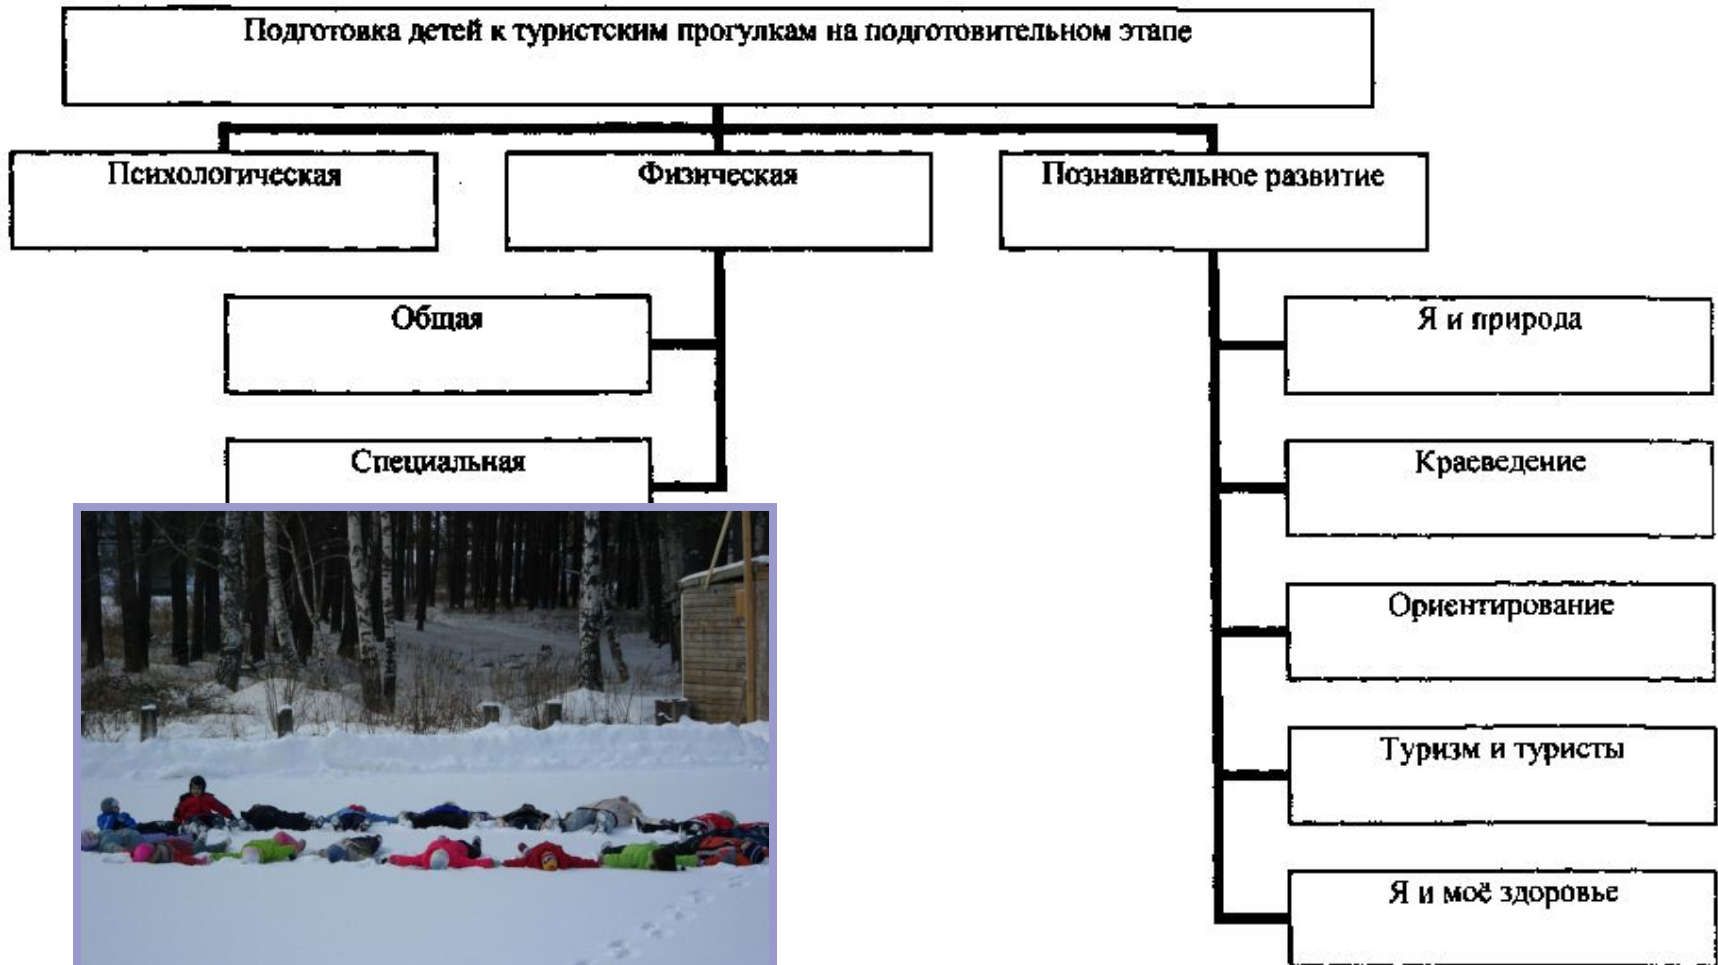 Подготовка детей к туристским прогулкам на подготовительном этапе
Психологическая
Физическая
Познавательное развитие
Общая
Специальная
Я и природа
Краеведение
Ориентирование
Туризм и туристы
Я и моё здоровье